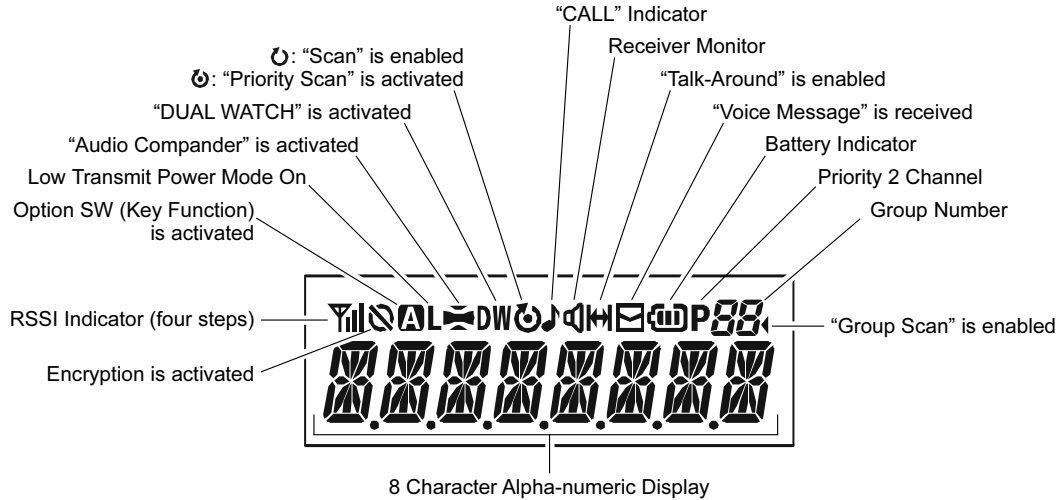 “CALL” Indicator
: “Scan” is enabled
Receiver Monitor
: “Priority Scan” is activated
“Talk-Around” is enabled
“DUAL WATCH” is activated
“Voice Message” is received
“Audio Compander” is activated
Battery Indicator
Low Transmit Power Mode On
Priority 2 Channel
Option SW (Key Function)
is activated
Group Number
A L DW P 88
RSSI Indicator (four steps)
“Group Scan” is enabled
Encryption is activated
8 Character Alpha-numeric Display